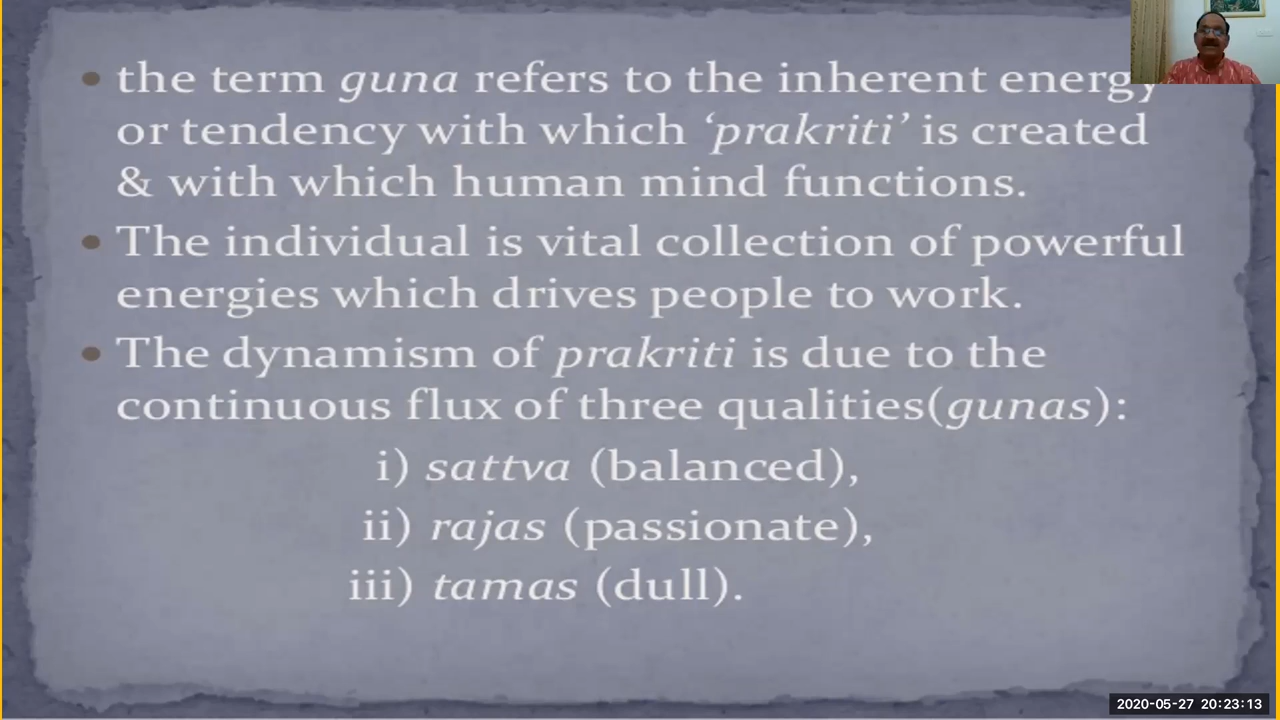 • the term guna refers to the inherent energy
or tendency with which ‘prakriti’ is created
& with which human mind functions.
• The individual is vital collection of powerful
energies which drives people to work.
• The dynamism of prakriti is due to the
continuous flux of three qualities(gunas):
i) sattva (balanced),
ii) rajas (passionate),
iii) tamas (dull).
2020-05-27 20:23:13